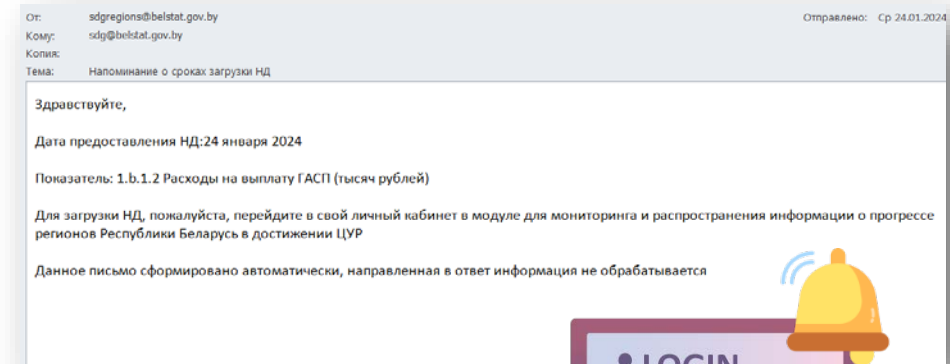 От: sdgregions@belstat.gov.by Отправлено: Ср 24.01.2024
Кому: sdg@belstat.gov.by
Копия:
Тема: Напоминание о сроках загрузки НД
Здравствуйте,
Дата предоставления НД:24 января 2024
Показатель: 1.b.1.2 Расходы на выплату ГАСП (тысяч рублей)
Для загрузки НД, пожалуйста, перейдите в свой личный кабинет в модуле для мониторинга и распространения информации о прогрессе
регионов Республики Беларусь в достижении ЦУР
Данное письмо сформировано автоматически, направленная в ответ информация не обрабатывается
LOGIN